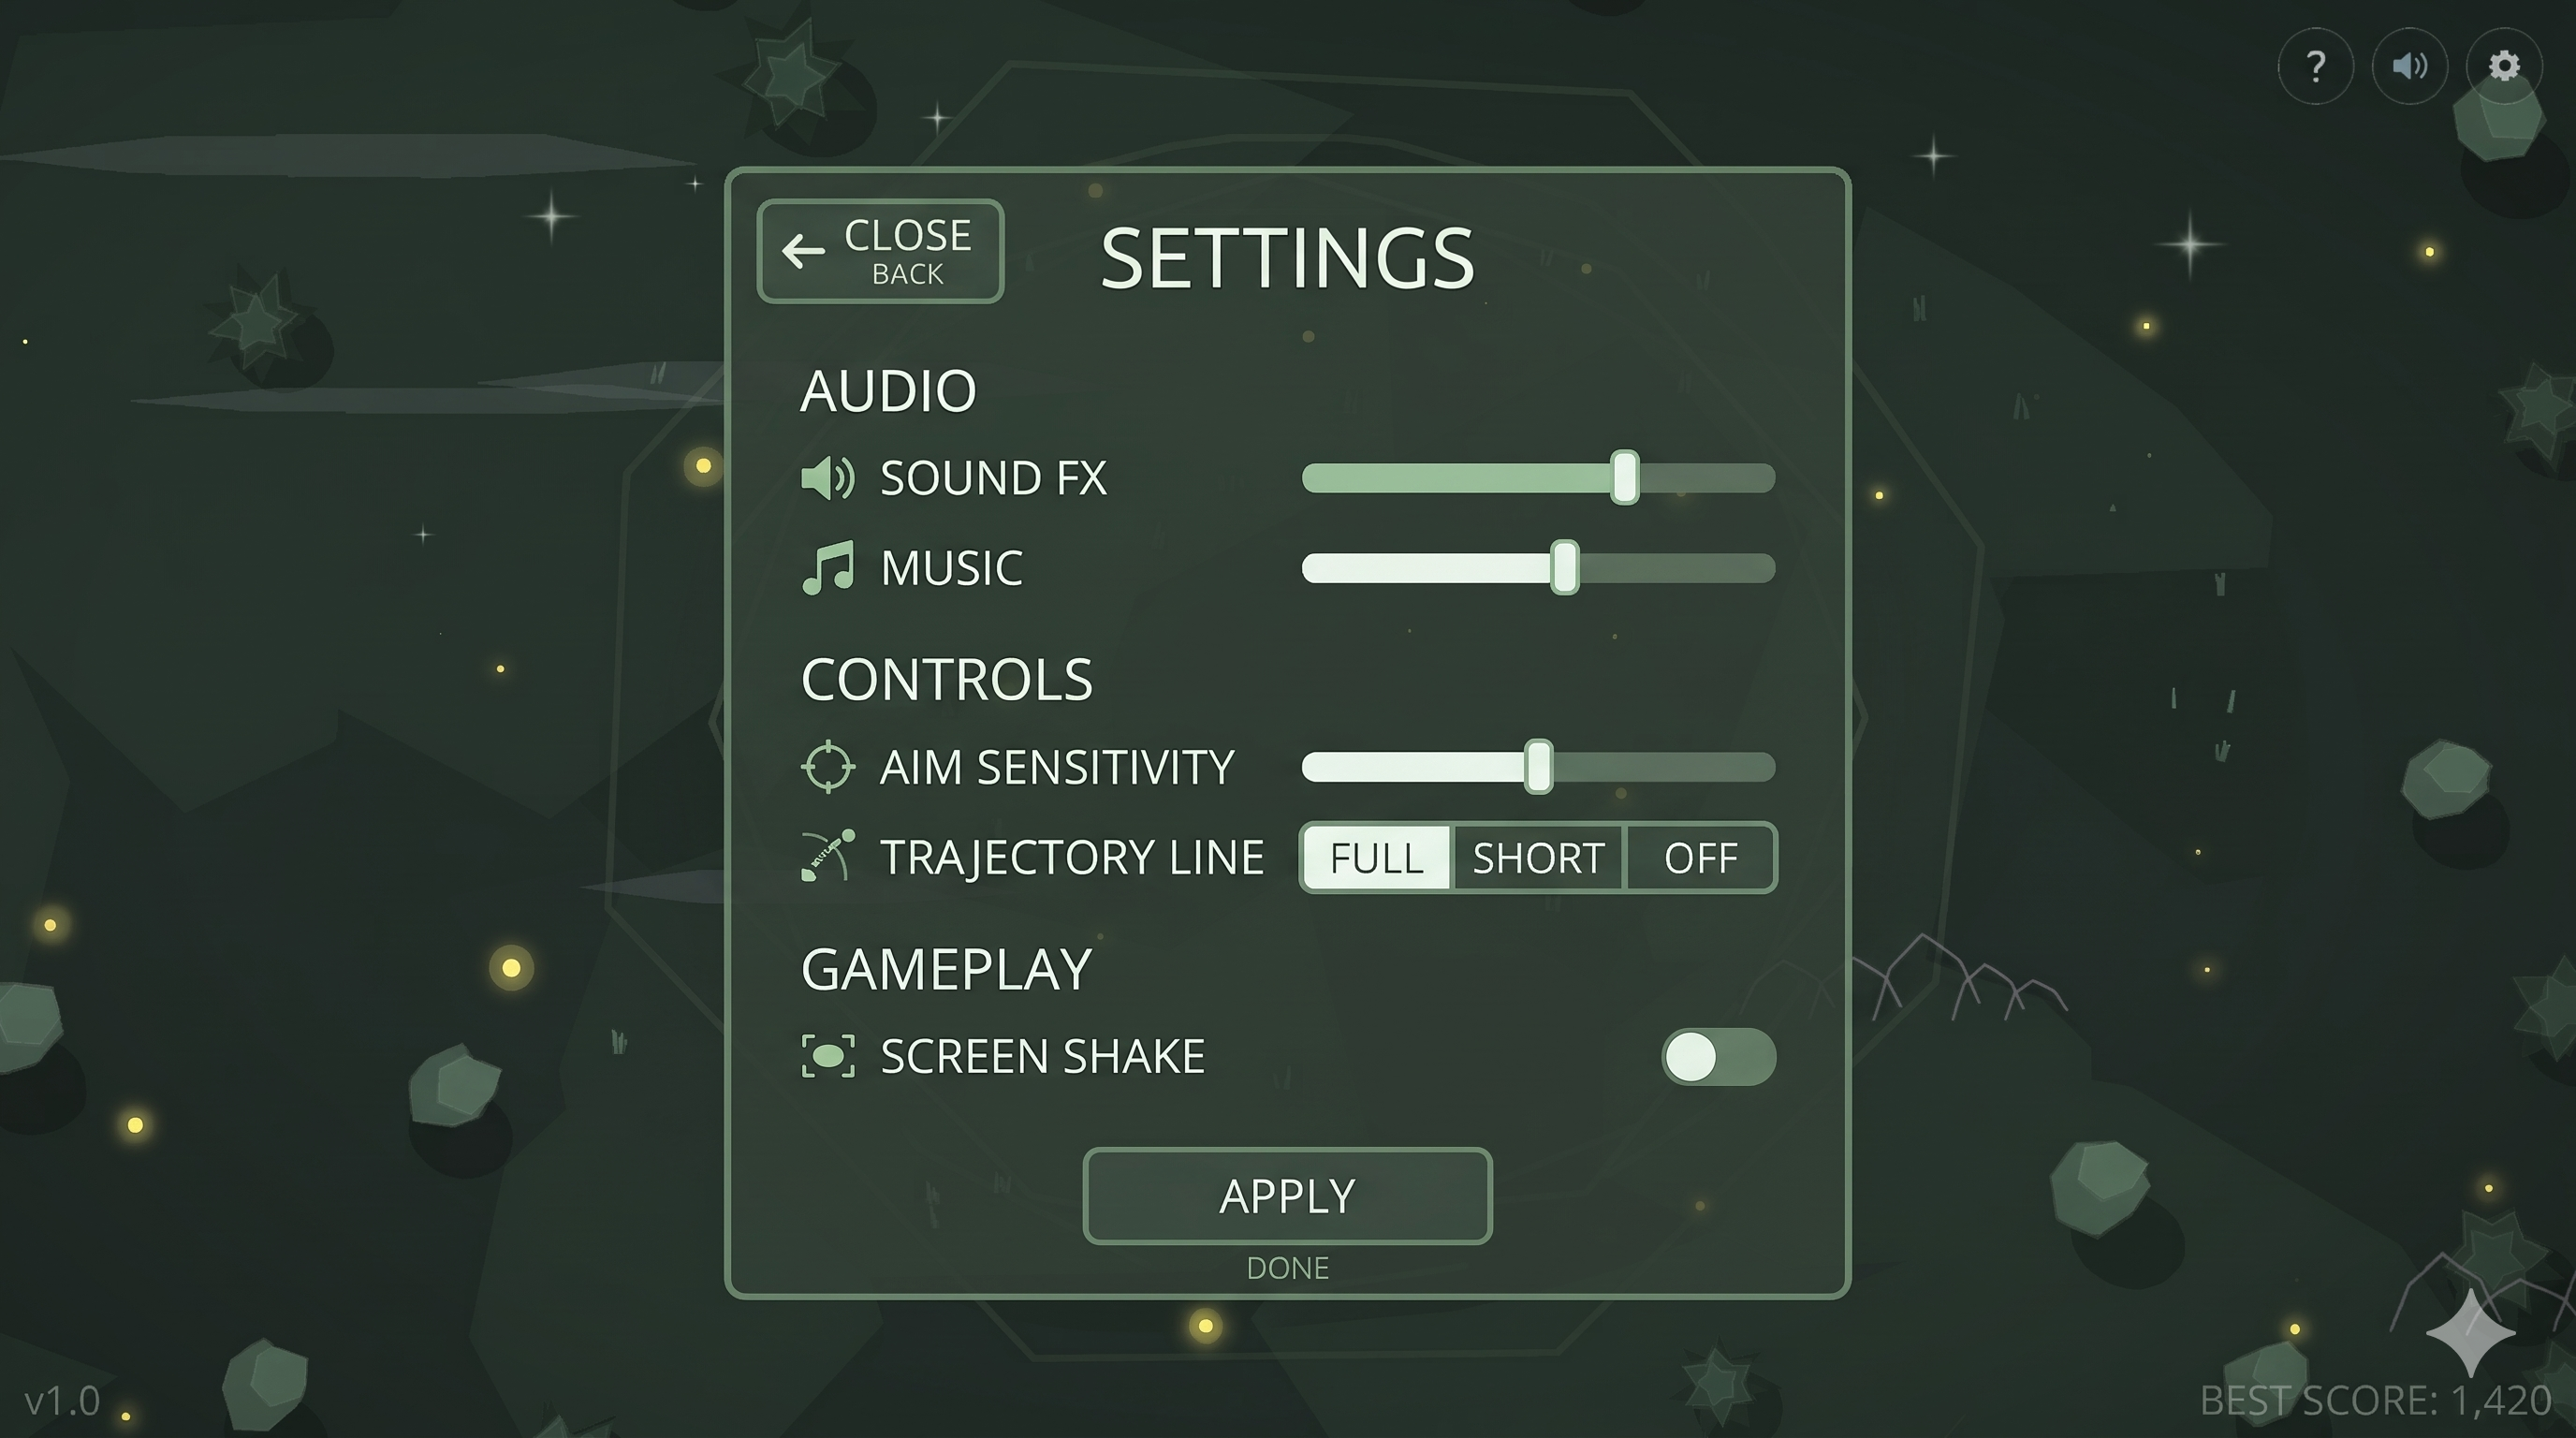 ?
CLOSE
BACK
SETTINGS
AUDIO
SOUND FX
MUSIC
CONTROLS
AIM SENSITIVITY
TRAJECTORY LINE
FULL SHORT OFF
GAMEPLAY
SCREEN SHAKE
APPLY
DONE
v1.0
BEST SCORE: 1,420